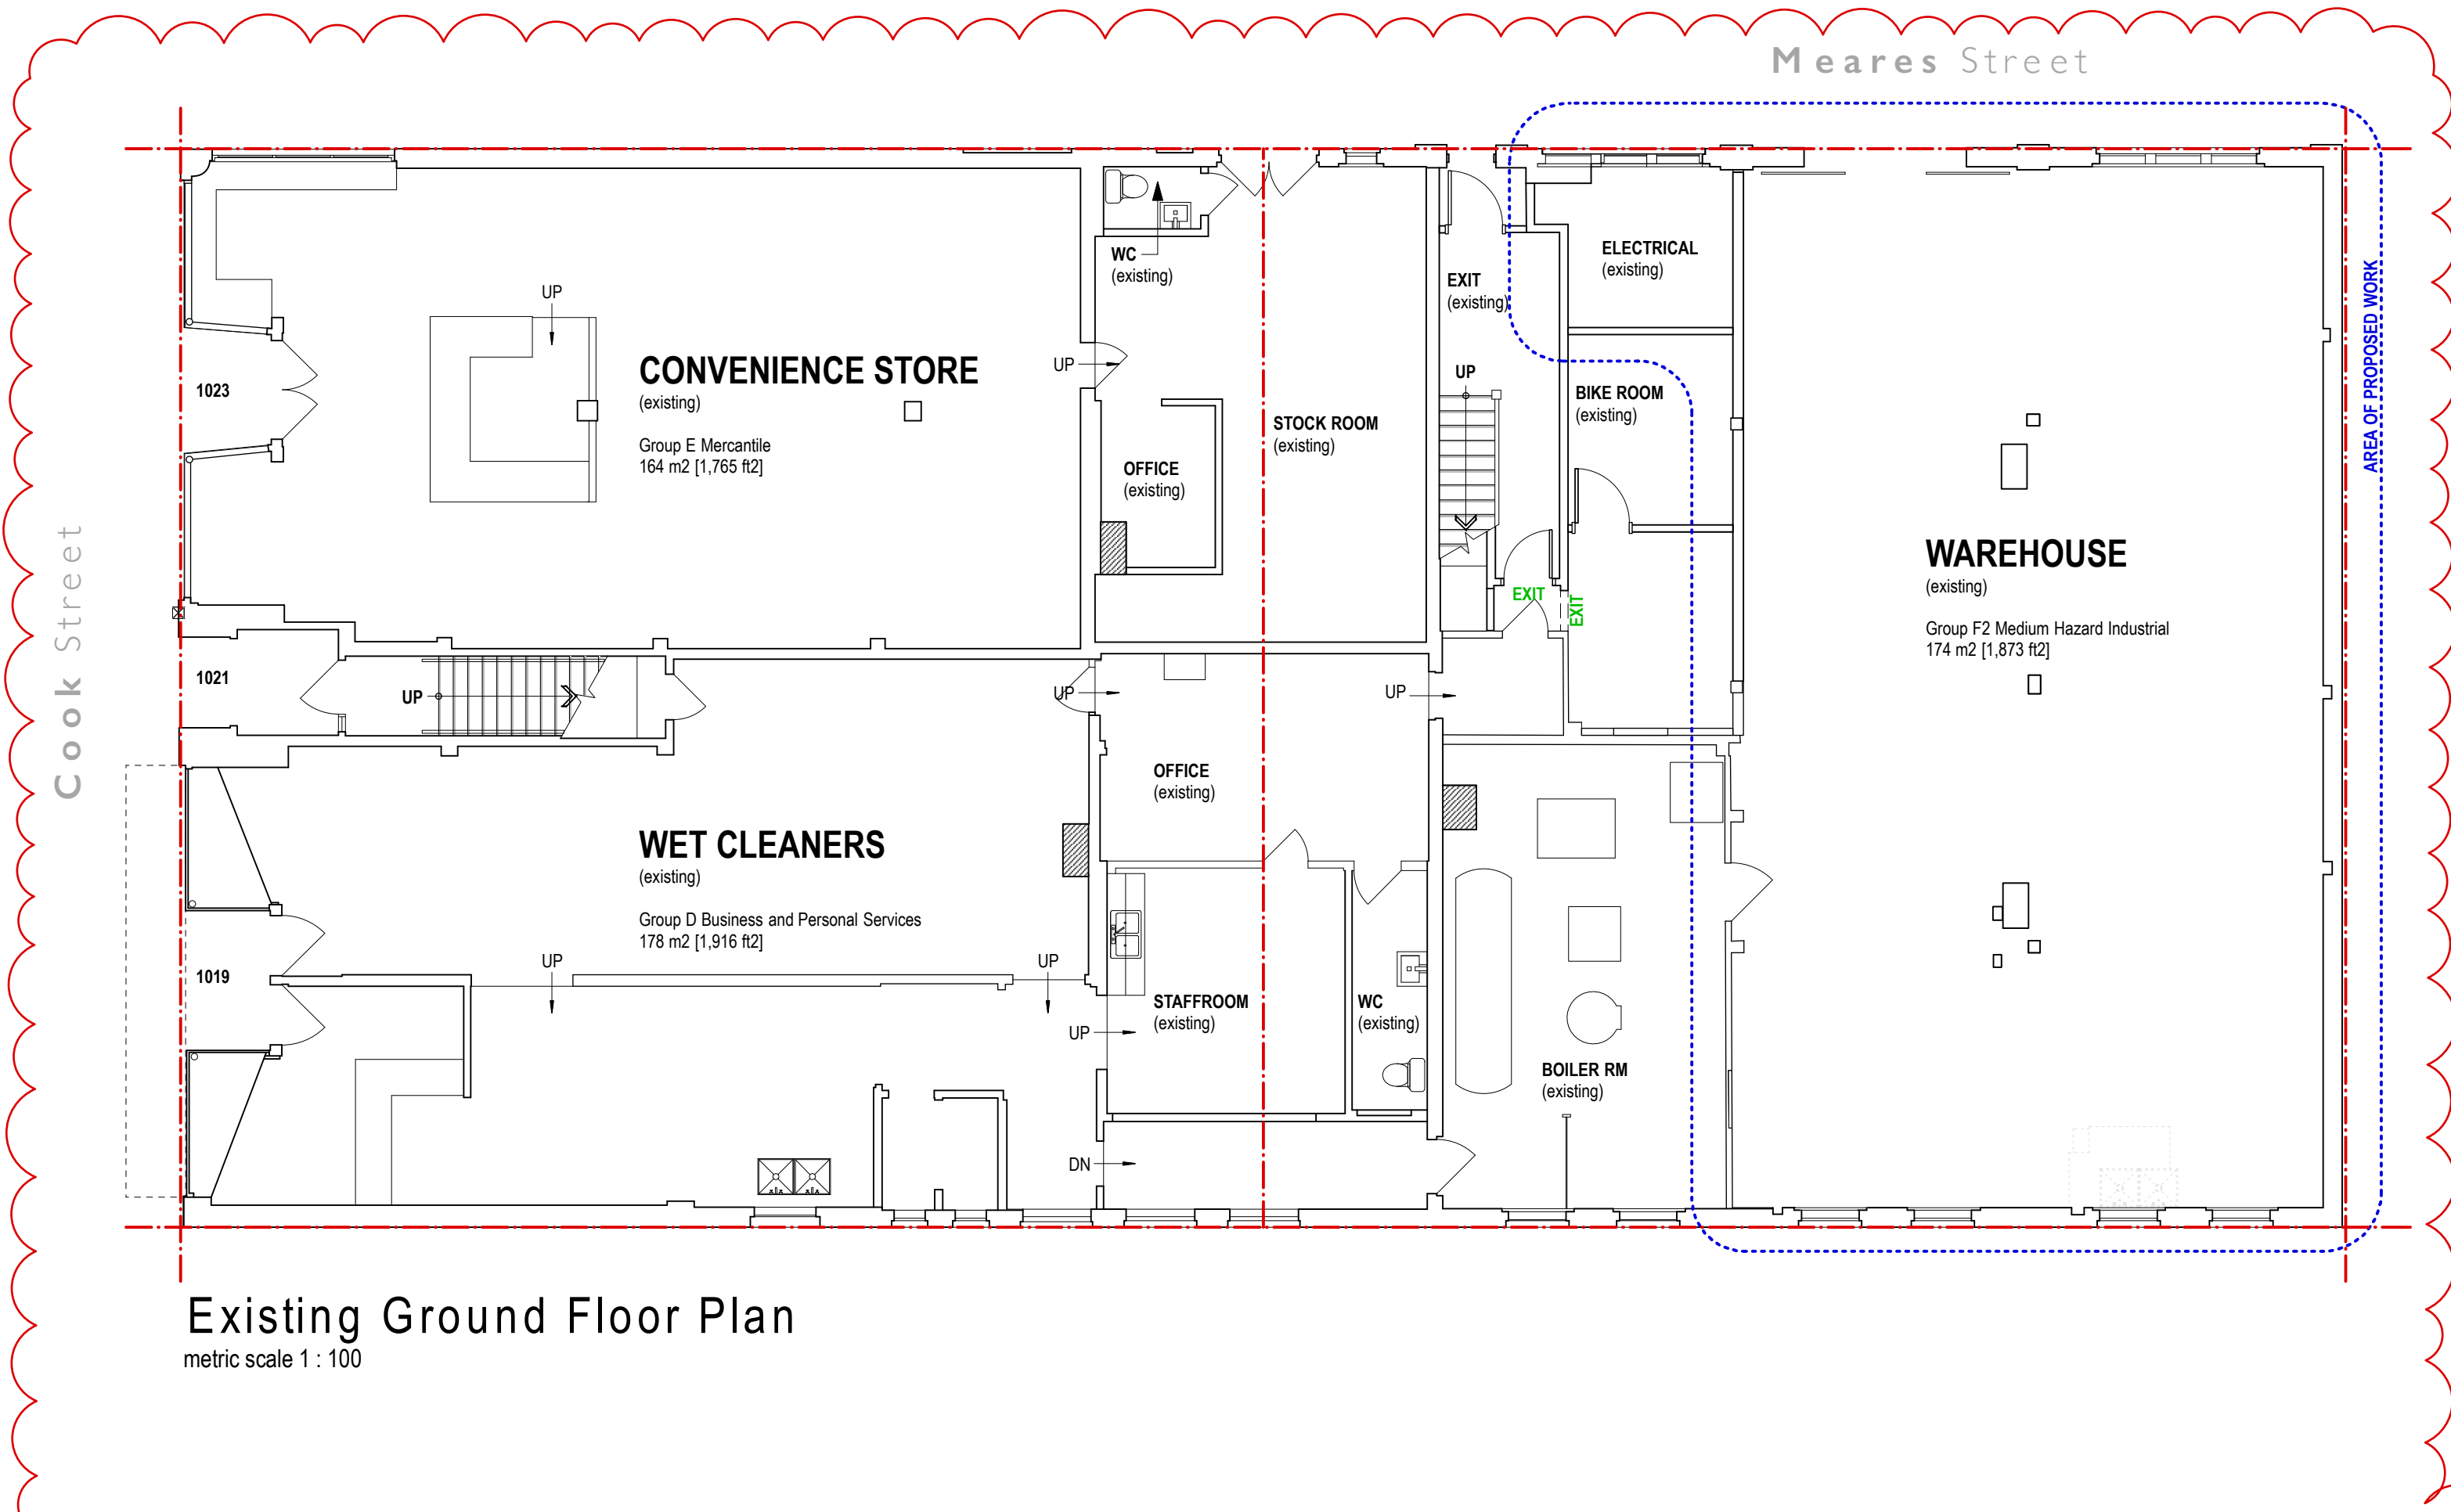 Meares Street
Cook Street
AREA OF PROPOSED WORK
WC
(existing)
ELECTRICAL
(existing)
EXIT
(existing)
UP
CONVENIENCE STORE
(existing)
Group E Mercantile
164 m2 [1,765 ft2]
UP
1023
UP
BIKE ROOM
(existing)
STOCK ROOM
(existing)
OFFICE
(existing)
WAREHOUSE
(existing)
Group F2 Medium Hazard Industrial
174 m2 [1,873 ft2]
EXIT
EXIT
1021
UP
UP
UP
OFFICE
(existing)
WET CLEANERS
(existing)
Group D Business and Personal Services
178 m2 [1,916 ft2]
UP
UP
1019
STAFFROOM
(existing)
WC
(existing)
UP
BOILER RM
(existing)
DN
Existing Ground Floor Plan
metric scale 1 : 100